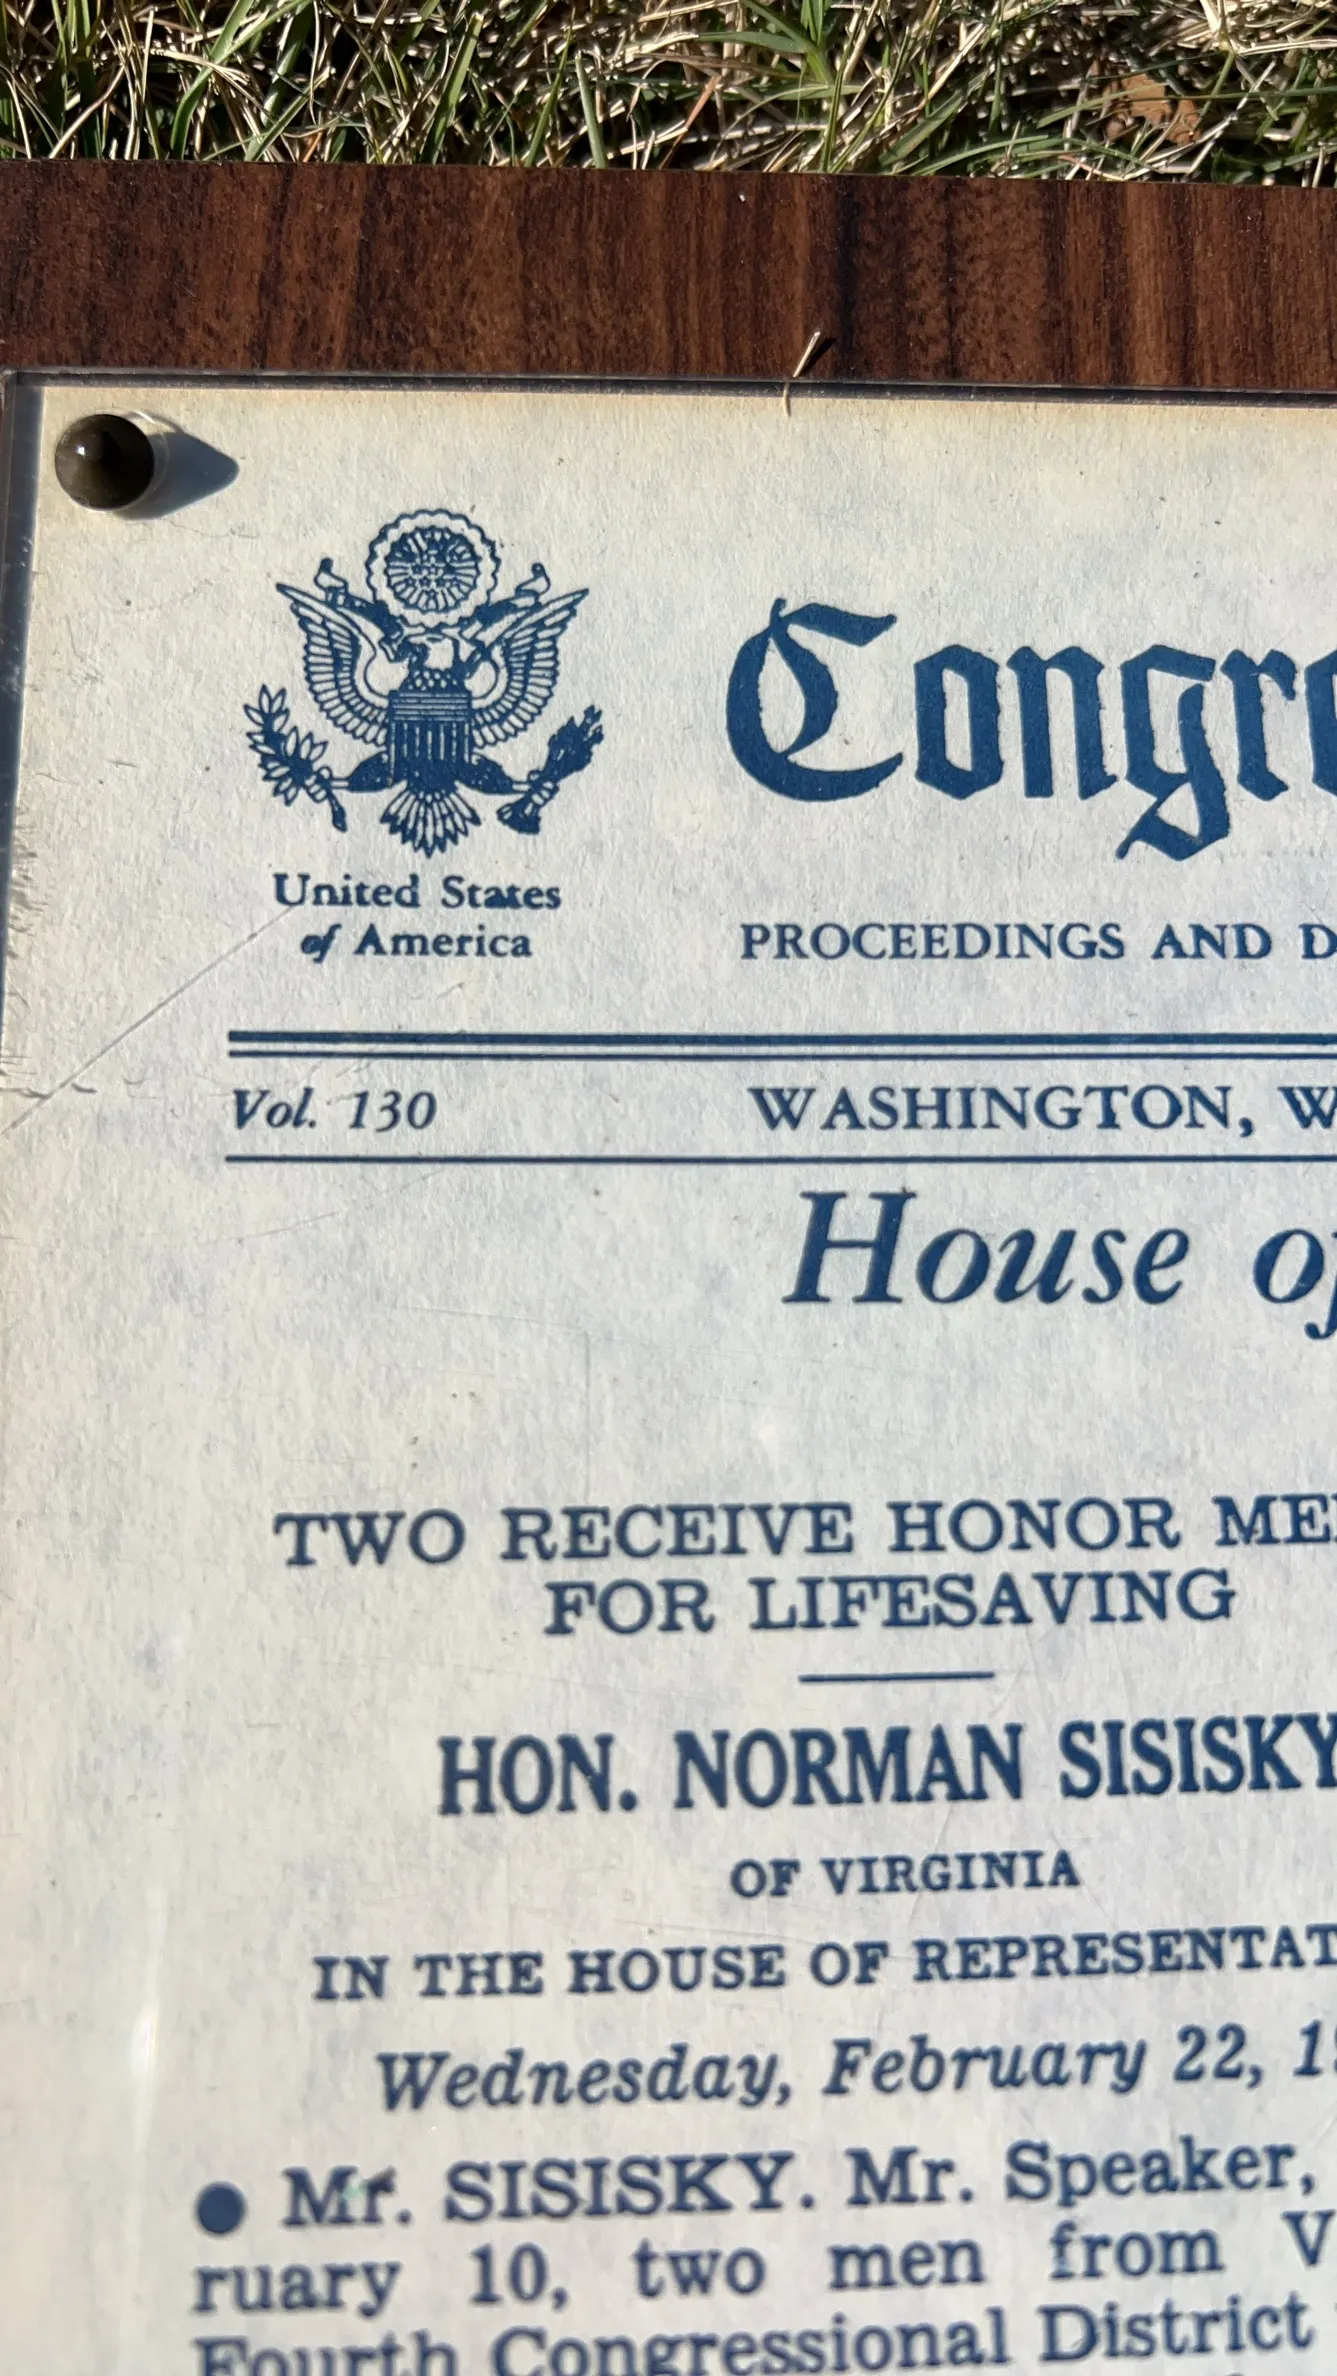 United States
of America
Congre
PROCEEDINGS AND D
Vol. 130 WASHINGTON, W
House of
TWO RECEIVE HONOR ME
FOR LIFESAVING
HON. NORMAN SISISKY
OF VIRGINIA
IN THE HOUSE OF REPRESENTAT
Wednesday, February 22, 1
● Mr. SISISKY. Mr. Speaker,
ruary 10, two men from V
Fourth Congressional District